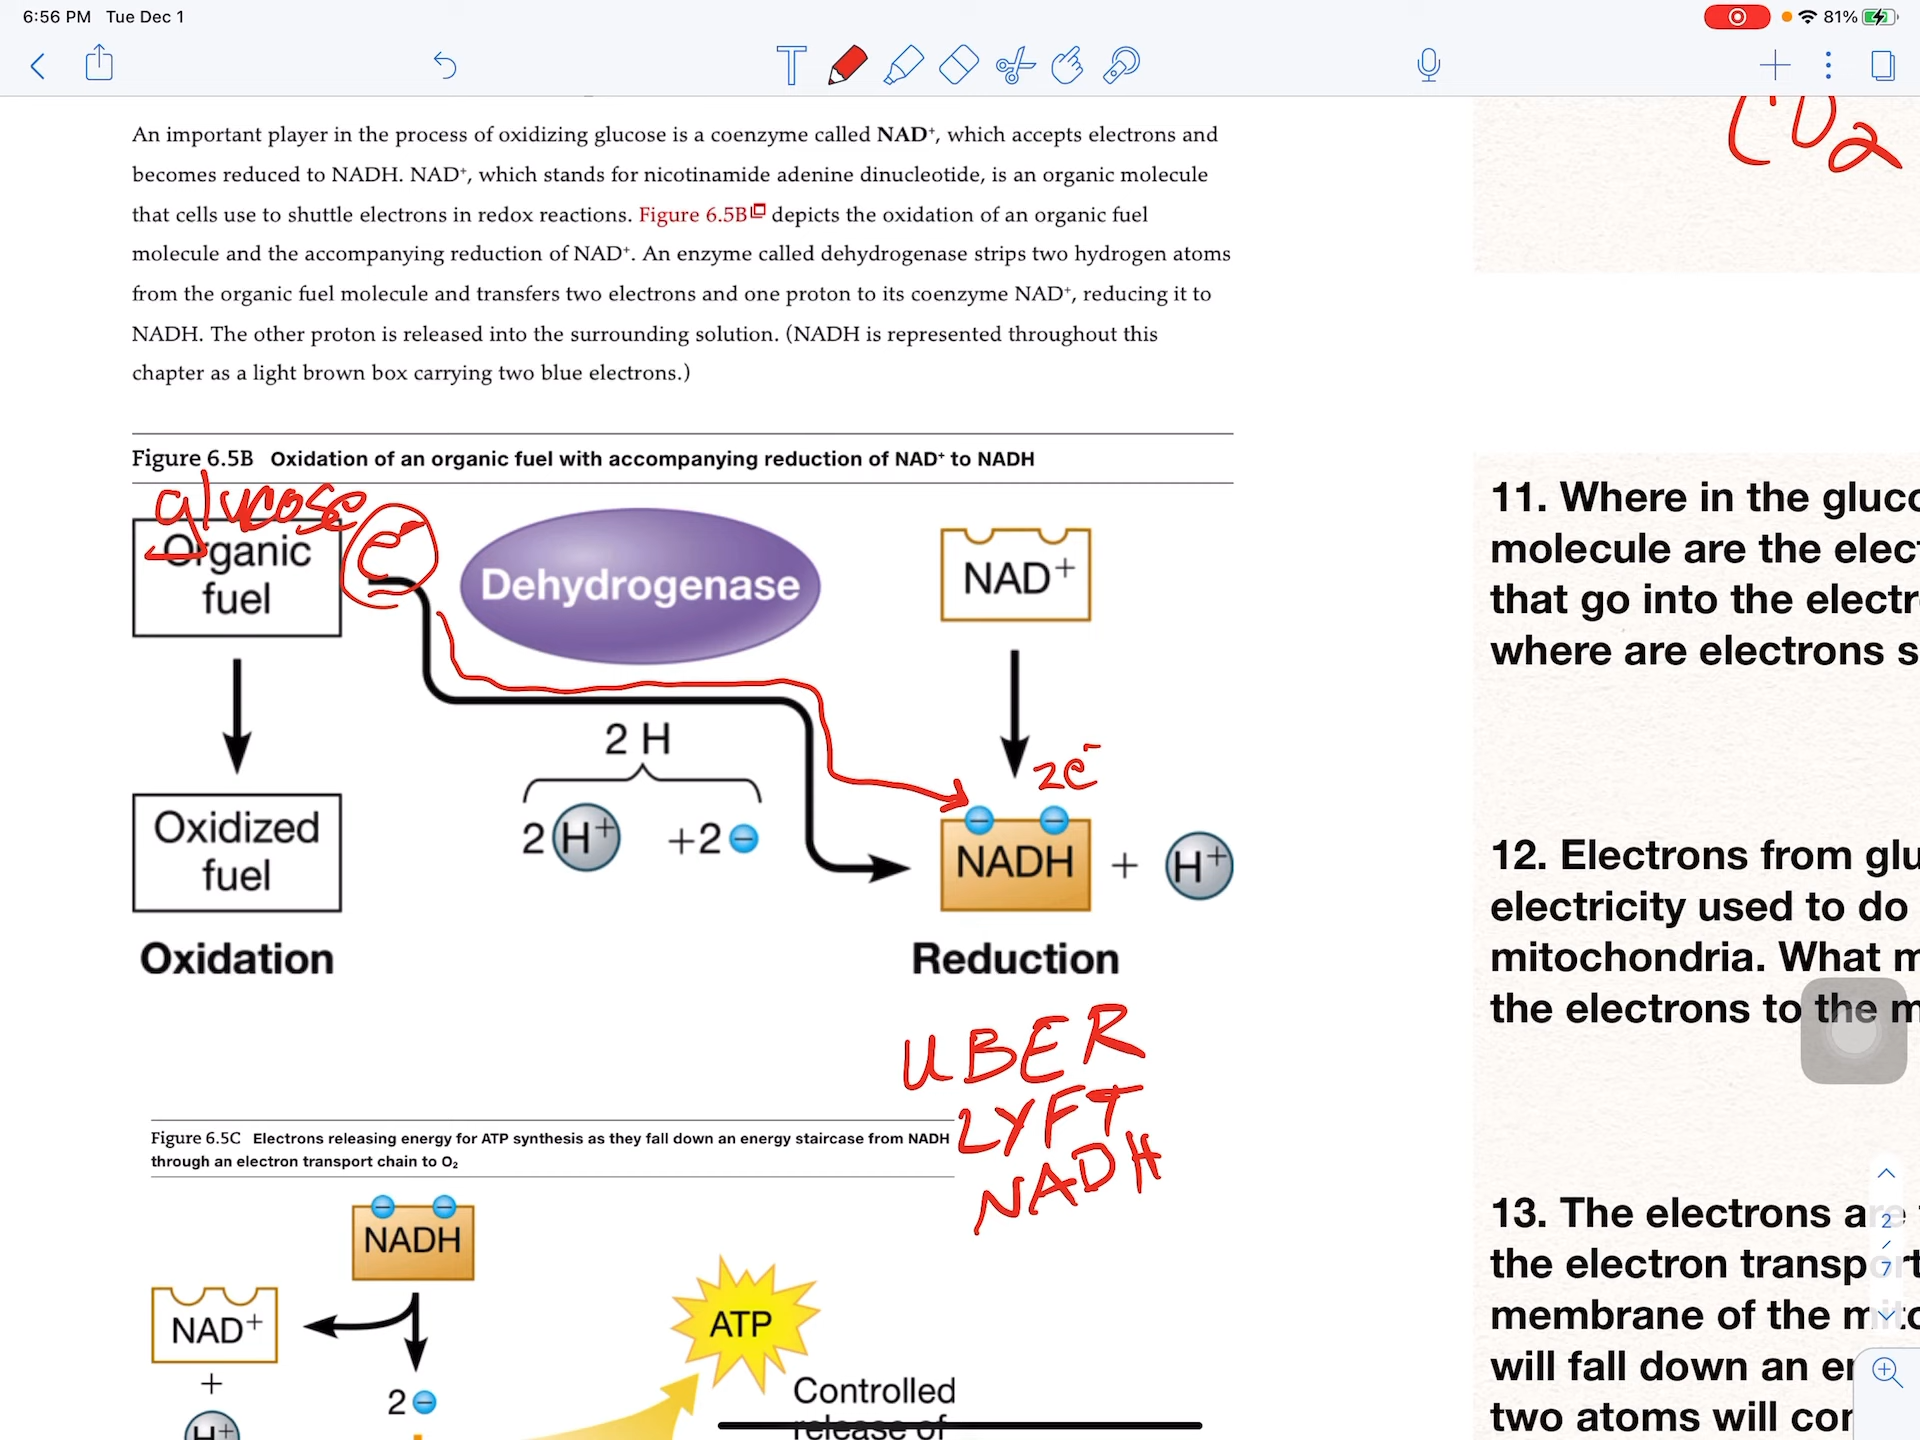 6:56 PM Tue Dec 1
81%
CO2
An important player in the process of oxidizing glucose is a coenzyme called NAD⁺, which accepts electrons and
becomes reduced to NADH. NAD⁺, which stands for nicotinamide adenine dinucleotide, is an organic molecule
that cells use to shuttle electrons in redox reactions. Figure 6.5B depicts the oxidation of an organic fuel
molecule and the accompanying reduction of NAD⁺. An enzyme called dehydrogenase strips two hydrogen atoms
from the organic fuel molecule and transfers two electrons and one proton to its coenzyme NAD⁺, reducing it to
NADH. The other proton is released into the surrounding solution. (NADH is represented throughout this
chapter as a light brown box carrying two blue electrons.)
Figure 6.5B Oxidation of an organic fuel with accompanying reduction of NAD⁺ to NADH
glucose
e⁻
Organic
fuel
Dehydrogenase
NAD⁺
2 H
2 H⁺ +2 −
2e⁻
Oxidized
fuel
NADH + H⁺
Oxidation
Reduction
UBER
LYFT
NADH
Figure 6.5C Electrons releasing energy for ATP synthesis as they fall down an energy staircase from NADH
through an electron transport chain to O₂
NADH
NAD⁺
+
H⁺
2 −
ATP
Controlled
release of
11. Where in the
molecule are the
that go into the
where are electrons
12. Electrons from
electricity used to do
mitochondria. What
the electrons to the
13. The electrons are
the electron
membrane of the
will fall down an
two atoms will
2
/
7